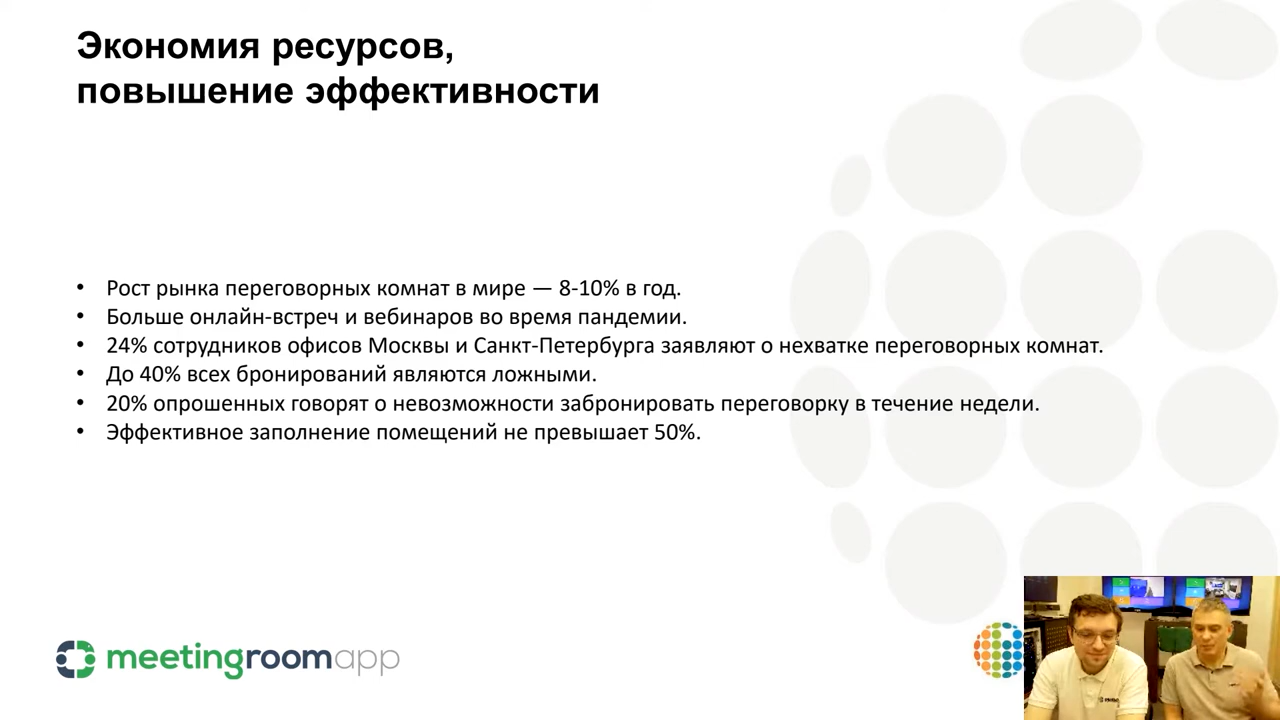 Экономия ресурсов,
повышение эффективности
• Рост рынка переговорных комнат в мире — 8-10% в год.
• Больше онлайн-встреч и вебинаров во время пандемии.
• 24% сотрудников офисов Москвы и Санкт-Петербурга заявляют о нехватке переговорных комнат.
• До 40% всех бронирований являются ложными.
• 20% опрошенных говорят о невозможности забронировать переговорку в течение недели.
• Эффективное заполнение помещений не превышает 50%.
meetingroomapp